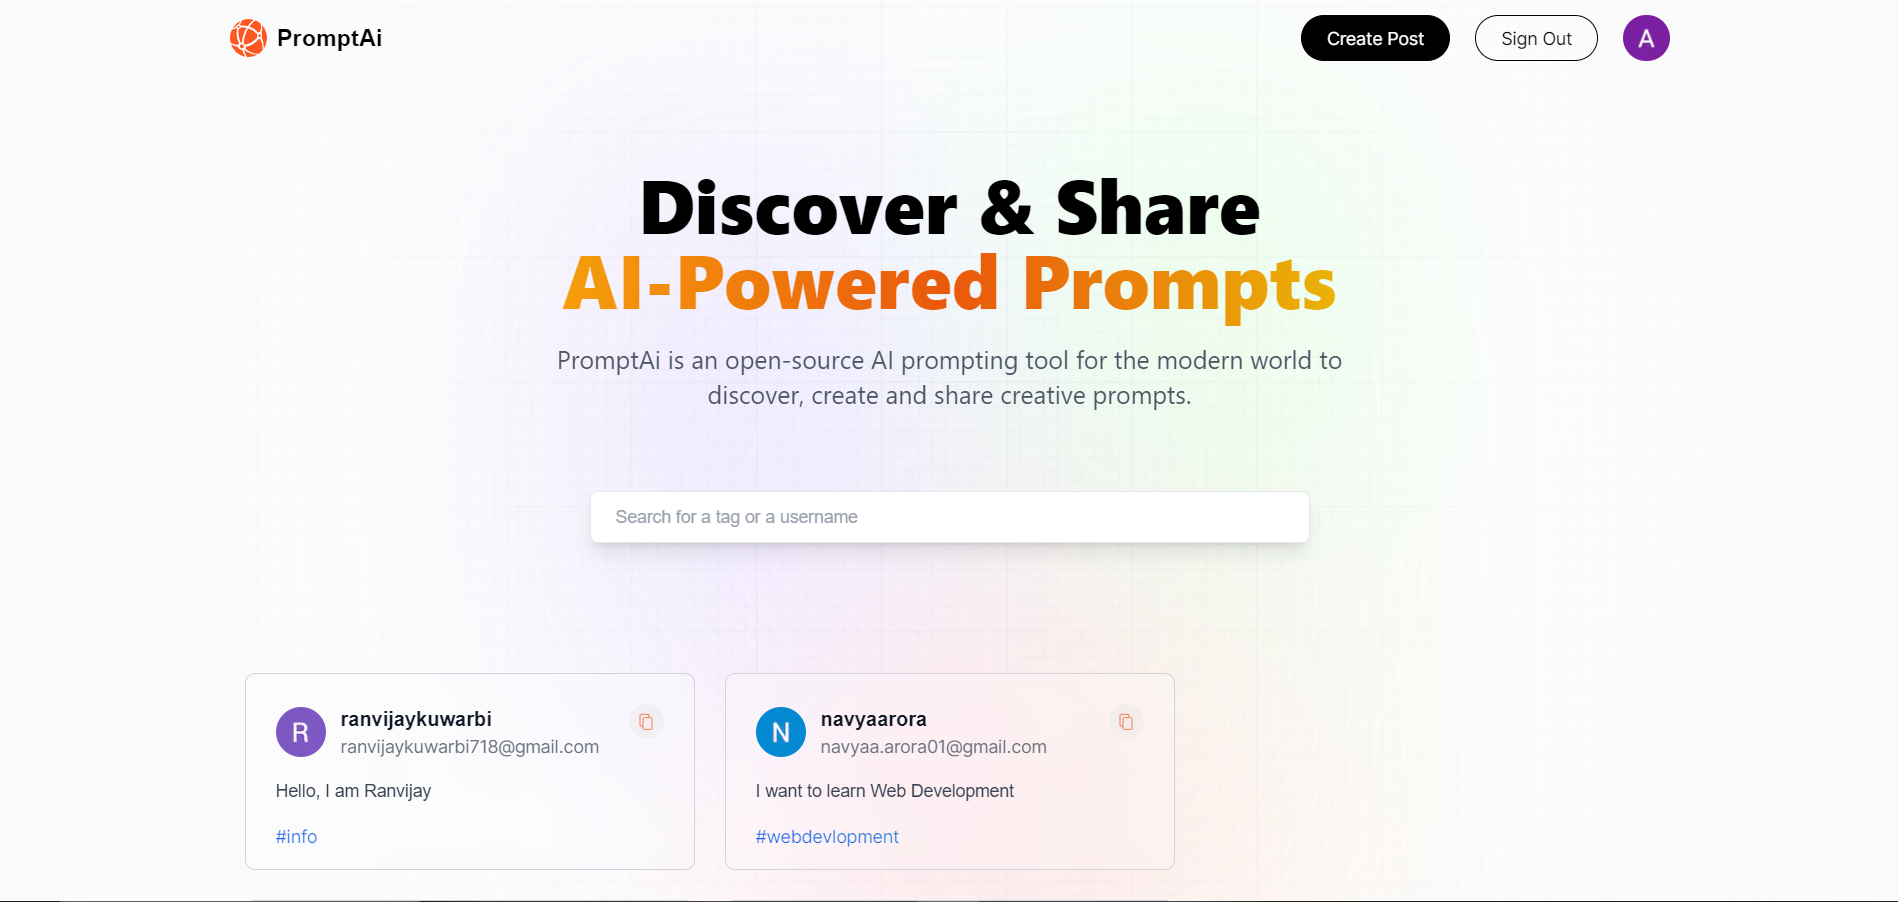 PromptAi
Create Post
Sign Out
A
Discover & Share
AI-Powered Prompts
PromptAi is an open-source AI prompting tool for the modern world to
discover, create and share creative prompts.
Search for a tag or a username
R
ranvijaykuwarbi
ranvijaykuwarbi718@gmail.com
Hello, I am Ranvijay
#info
N
navyaarora
navyaa.arora01@gmail.com
I want to learn Web Development
#webdevlopment